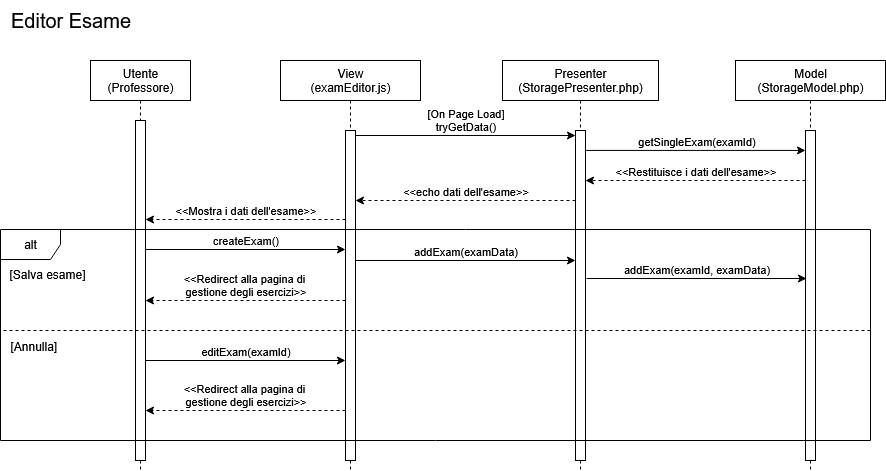 Editor Esame
Utente
(Professore)
View
(examEditor.js)
Presenter
(StoragePresenter.php)
Model
(StorageModel.php)
[On Page Load]
tryGetData()
getSingleExam(examId)
<<Restituisce i dati dell'esame>>
<<echo dati dell'esame>>
<<Mostra i dati dell'esame>>
alt
createExam()
addExam(examData)
[Salva esame]
addExam(examId, examData)
<<Redirect alla pagina di
gestione degli esercizi>>
[Annulla]
editExam(examId)
<<Redirect alla pagina di
gestione degli esercizi>>